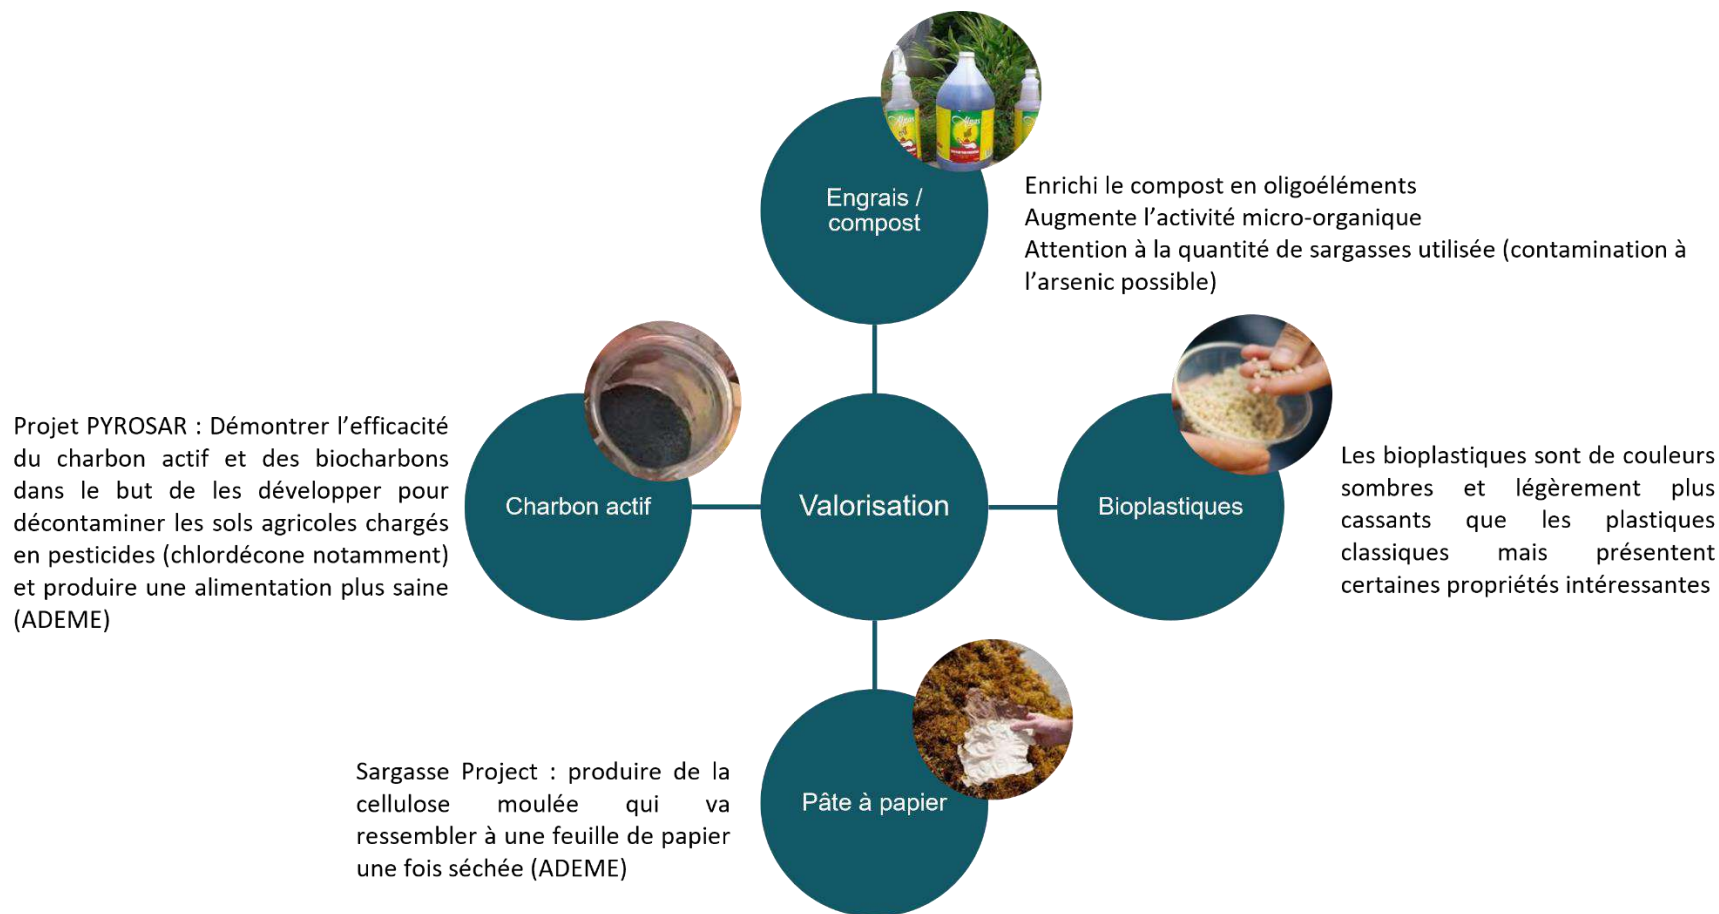 Engrais /
compost
Enrichi le compost en oligoéléments
Augmente l’activité micro-organique
Attention à la quantité de sargasses utilisée (contamination à
l’arsenic possible)
Projet PYROSAR : Démontrer l’efficacité
du charbon actif et des biocharbons
dans le but de les développer pour
décontaminer les sols agricoles chargés
en pesticides (chlordécone notamment)
et produire une alimentation plus saine
(ADEME)
Charbon actif
Valorisation
Bioplastiques
Les bioplastiques sont de couleurs
sombres et légèrement plus
cassants que les plastiques
classiques mais présentent
certaines propriétés intéressantes
Sargasse Project : produire de la
cellulose moulée qui va
ressembler à une feuille de papier
une fois séchée (ADEME)
Pâte à papier